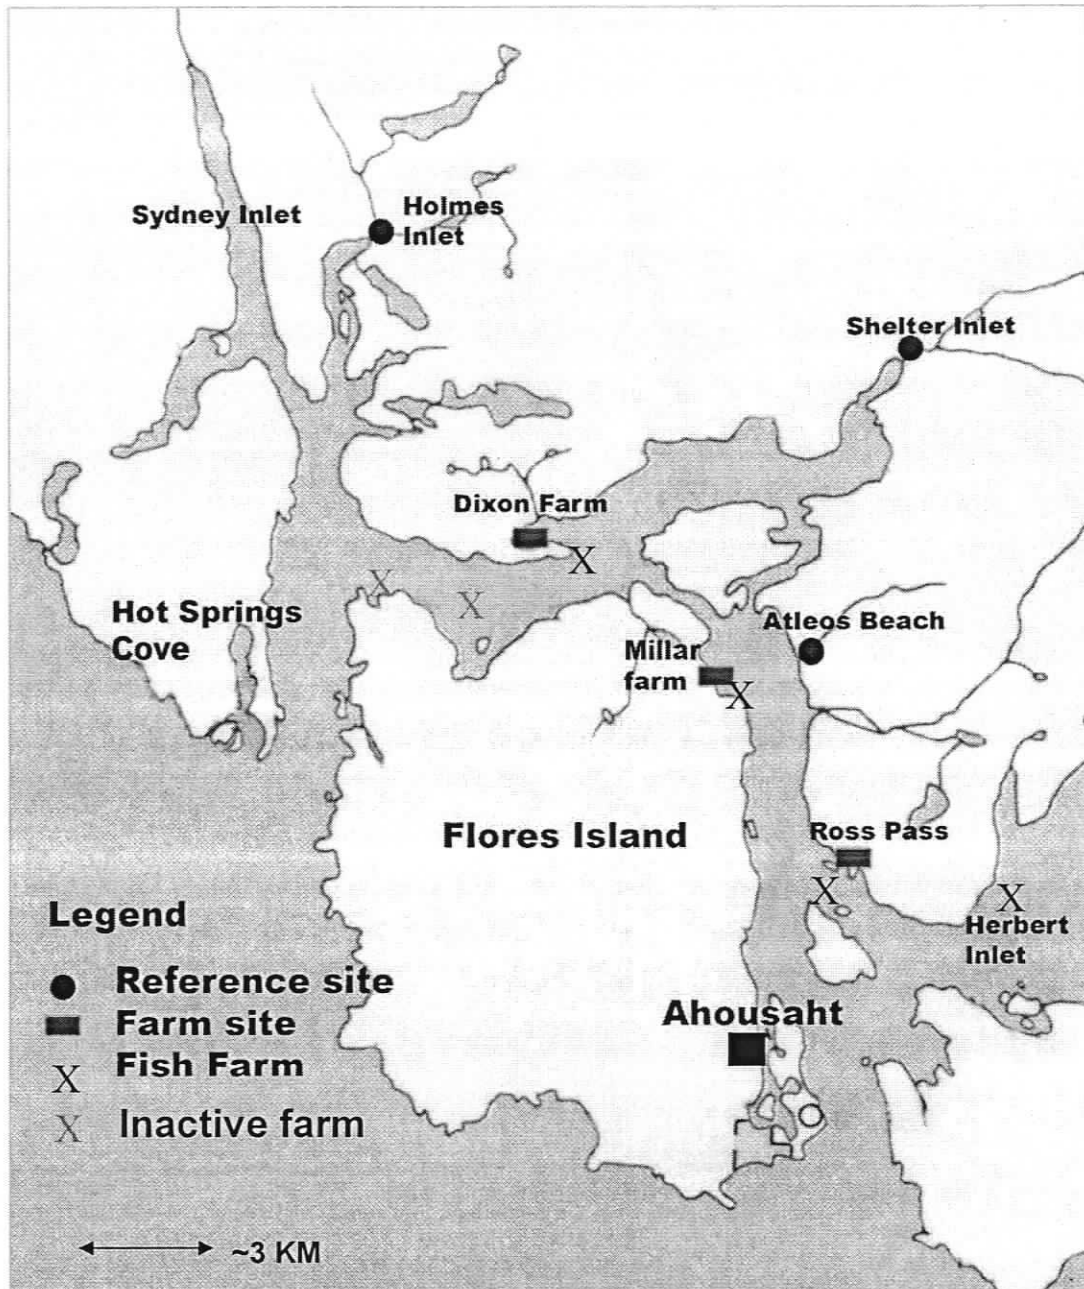 Sydney Inlet
Holmes
Inlet
Shelter Inlet
Dixon Farm
X
X
X
Hot Springs
Cove
Atleos Beach
Millar
farm
X
Flores Island
Ross Pass
X
X
Herbert
Inlet
Ahousaht
Legend
Reference site
Farm site
X Fish Farm
X Inactive farm
~3 KM